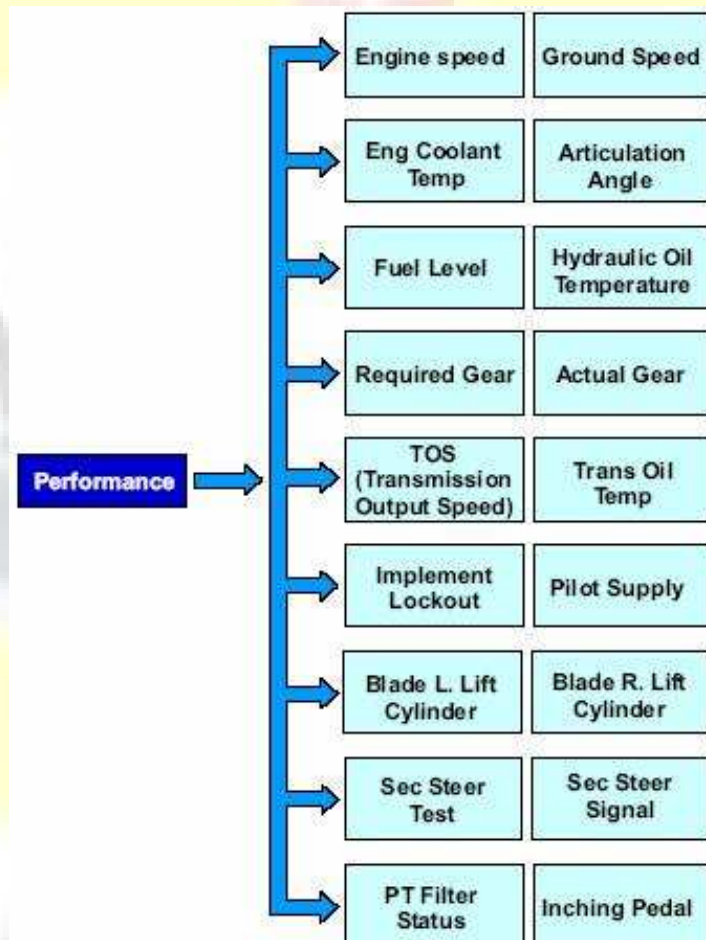 Engine speed
Ground Speed
Eng Coolant
Temp
Articulation
Angle
Fuel Level
Hydraulic Oil
Temperature
Required Gear
Actual Gear
Performance
TOS
(Transmission
Output Speed)
Trans Oil
Temp
Implement
Lockout
Pilot Supply
Blade L. Lift
Cylinder
Blade R. Lift
Cylinder
Sec Steer
Test
Sec Steer
Signal
PT Filter
Status
Inching Pedal